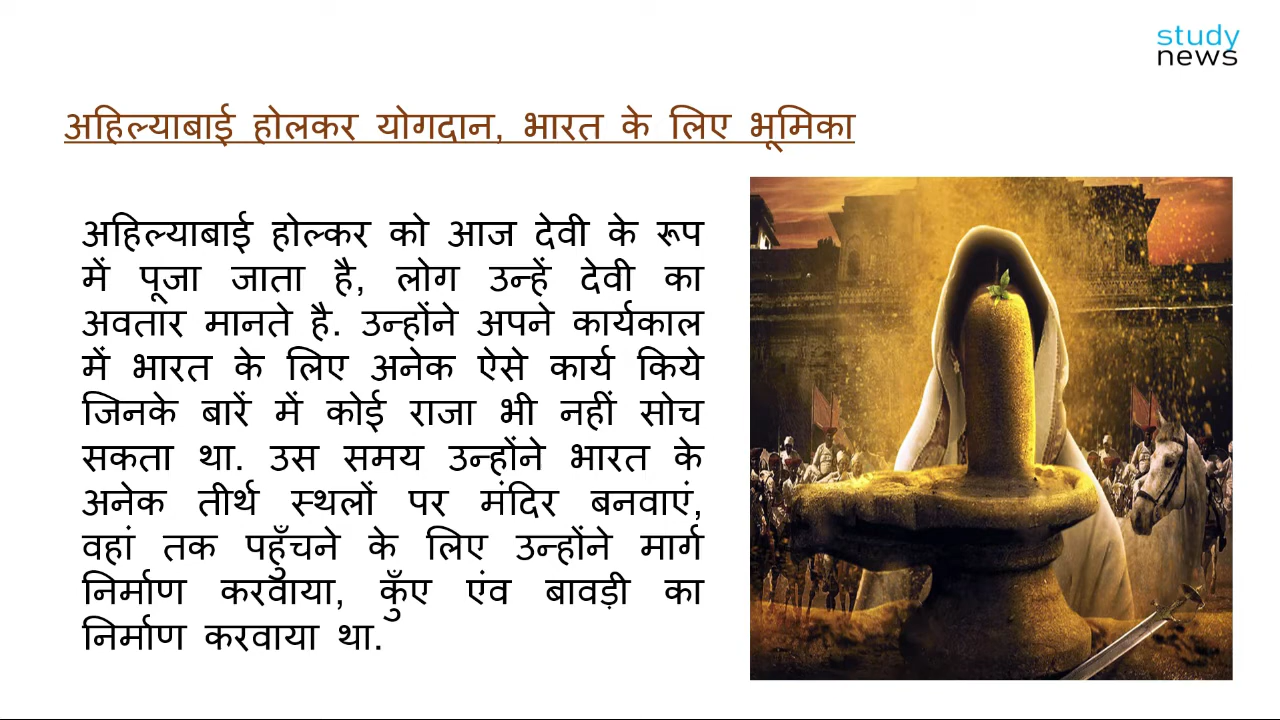 study
news
अहिल्याबाई होलकर योगदान, भारत के लिए भूमिका
अहिल्याबाई होल्कर को आज देवी के रूप
में पूजा जाता है, लोग उन्हें देवी का
अवतार मानते है. उन्होंने अपने कार्यकाल
में भारत के लिए अनेक ऐसे कार्य किये
जिनके बारें में कोई राजा भी नहीं सोच
सकता था. उस समय उन्होंने भारत के
अनेक तीर्थ स्थलों पर मंदिर बनवाएं,
वहां तक पहुँचने के लिए उन्होंने मार्ग
निर्माण करवाया, कुँए एंव बावड़ी का
निर्माण करवाया था.